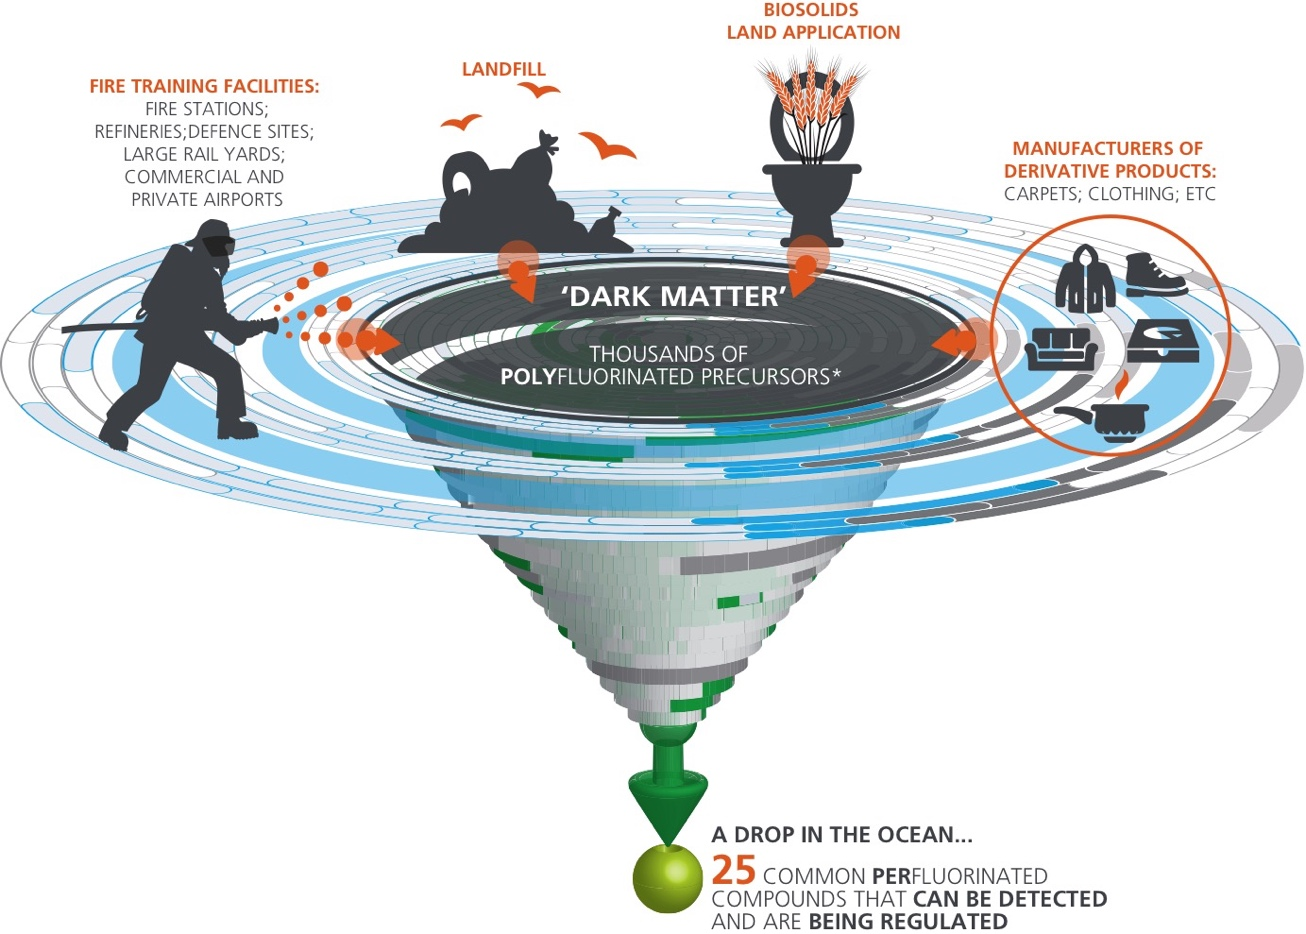 BIOSOLIDS
LAND APPLICATION
LANDFILL
FIRE TRAINING FACILITIES:
FIRE STATIONS;
REFINERIES;DEFENCE SITES;
LARGE RAIL YARDS;
COMMERCIAL AND
PRIVATE AIRPORTS
MANUFACTURERS OF
DERIVATIVE PRODUCTS:
CARPETS; CLOTHING; ETC
'DARK MATTER'
THOUSANDS OF
POLYFLUORINATED PRECURSORS*
A DROP IN THE OCEAN...
25 COMMON PERFLUORINATED
COMPOUNDS THAT CAN BE DETECTED
AND ARE BEING REGULATED